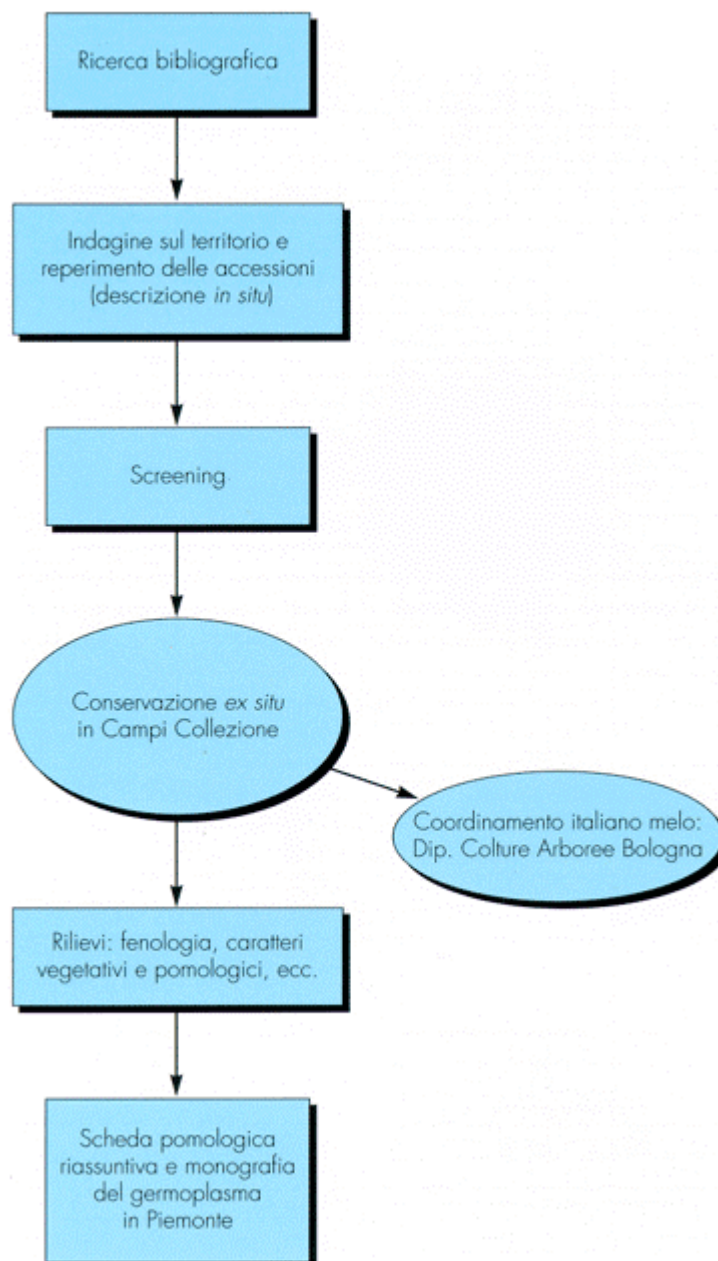 Ricerca bibliografica
Indagine sul territorio e
reperimento delle accessioni
(descrizione in situ)
Screening
Conservazione ex situ
in Campi Collezione
Coordinamento italiano melo:
Dip. Colture Arboree Bologna
Rilievi: fenologia, caratteri
vegetativi e pomologici, ecc.
Scheda pomologica
riassuntiva e monografia
del germoplasma
in Piemonte